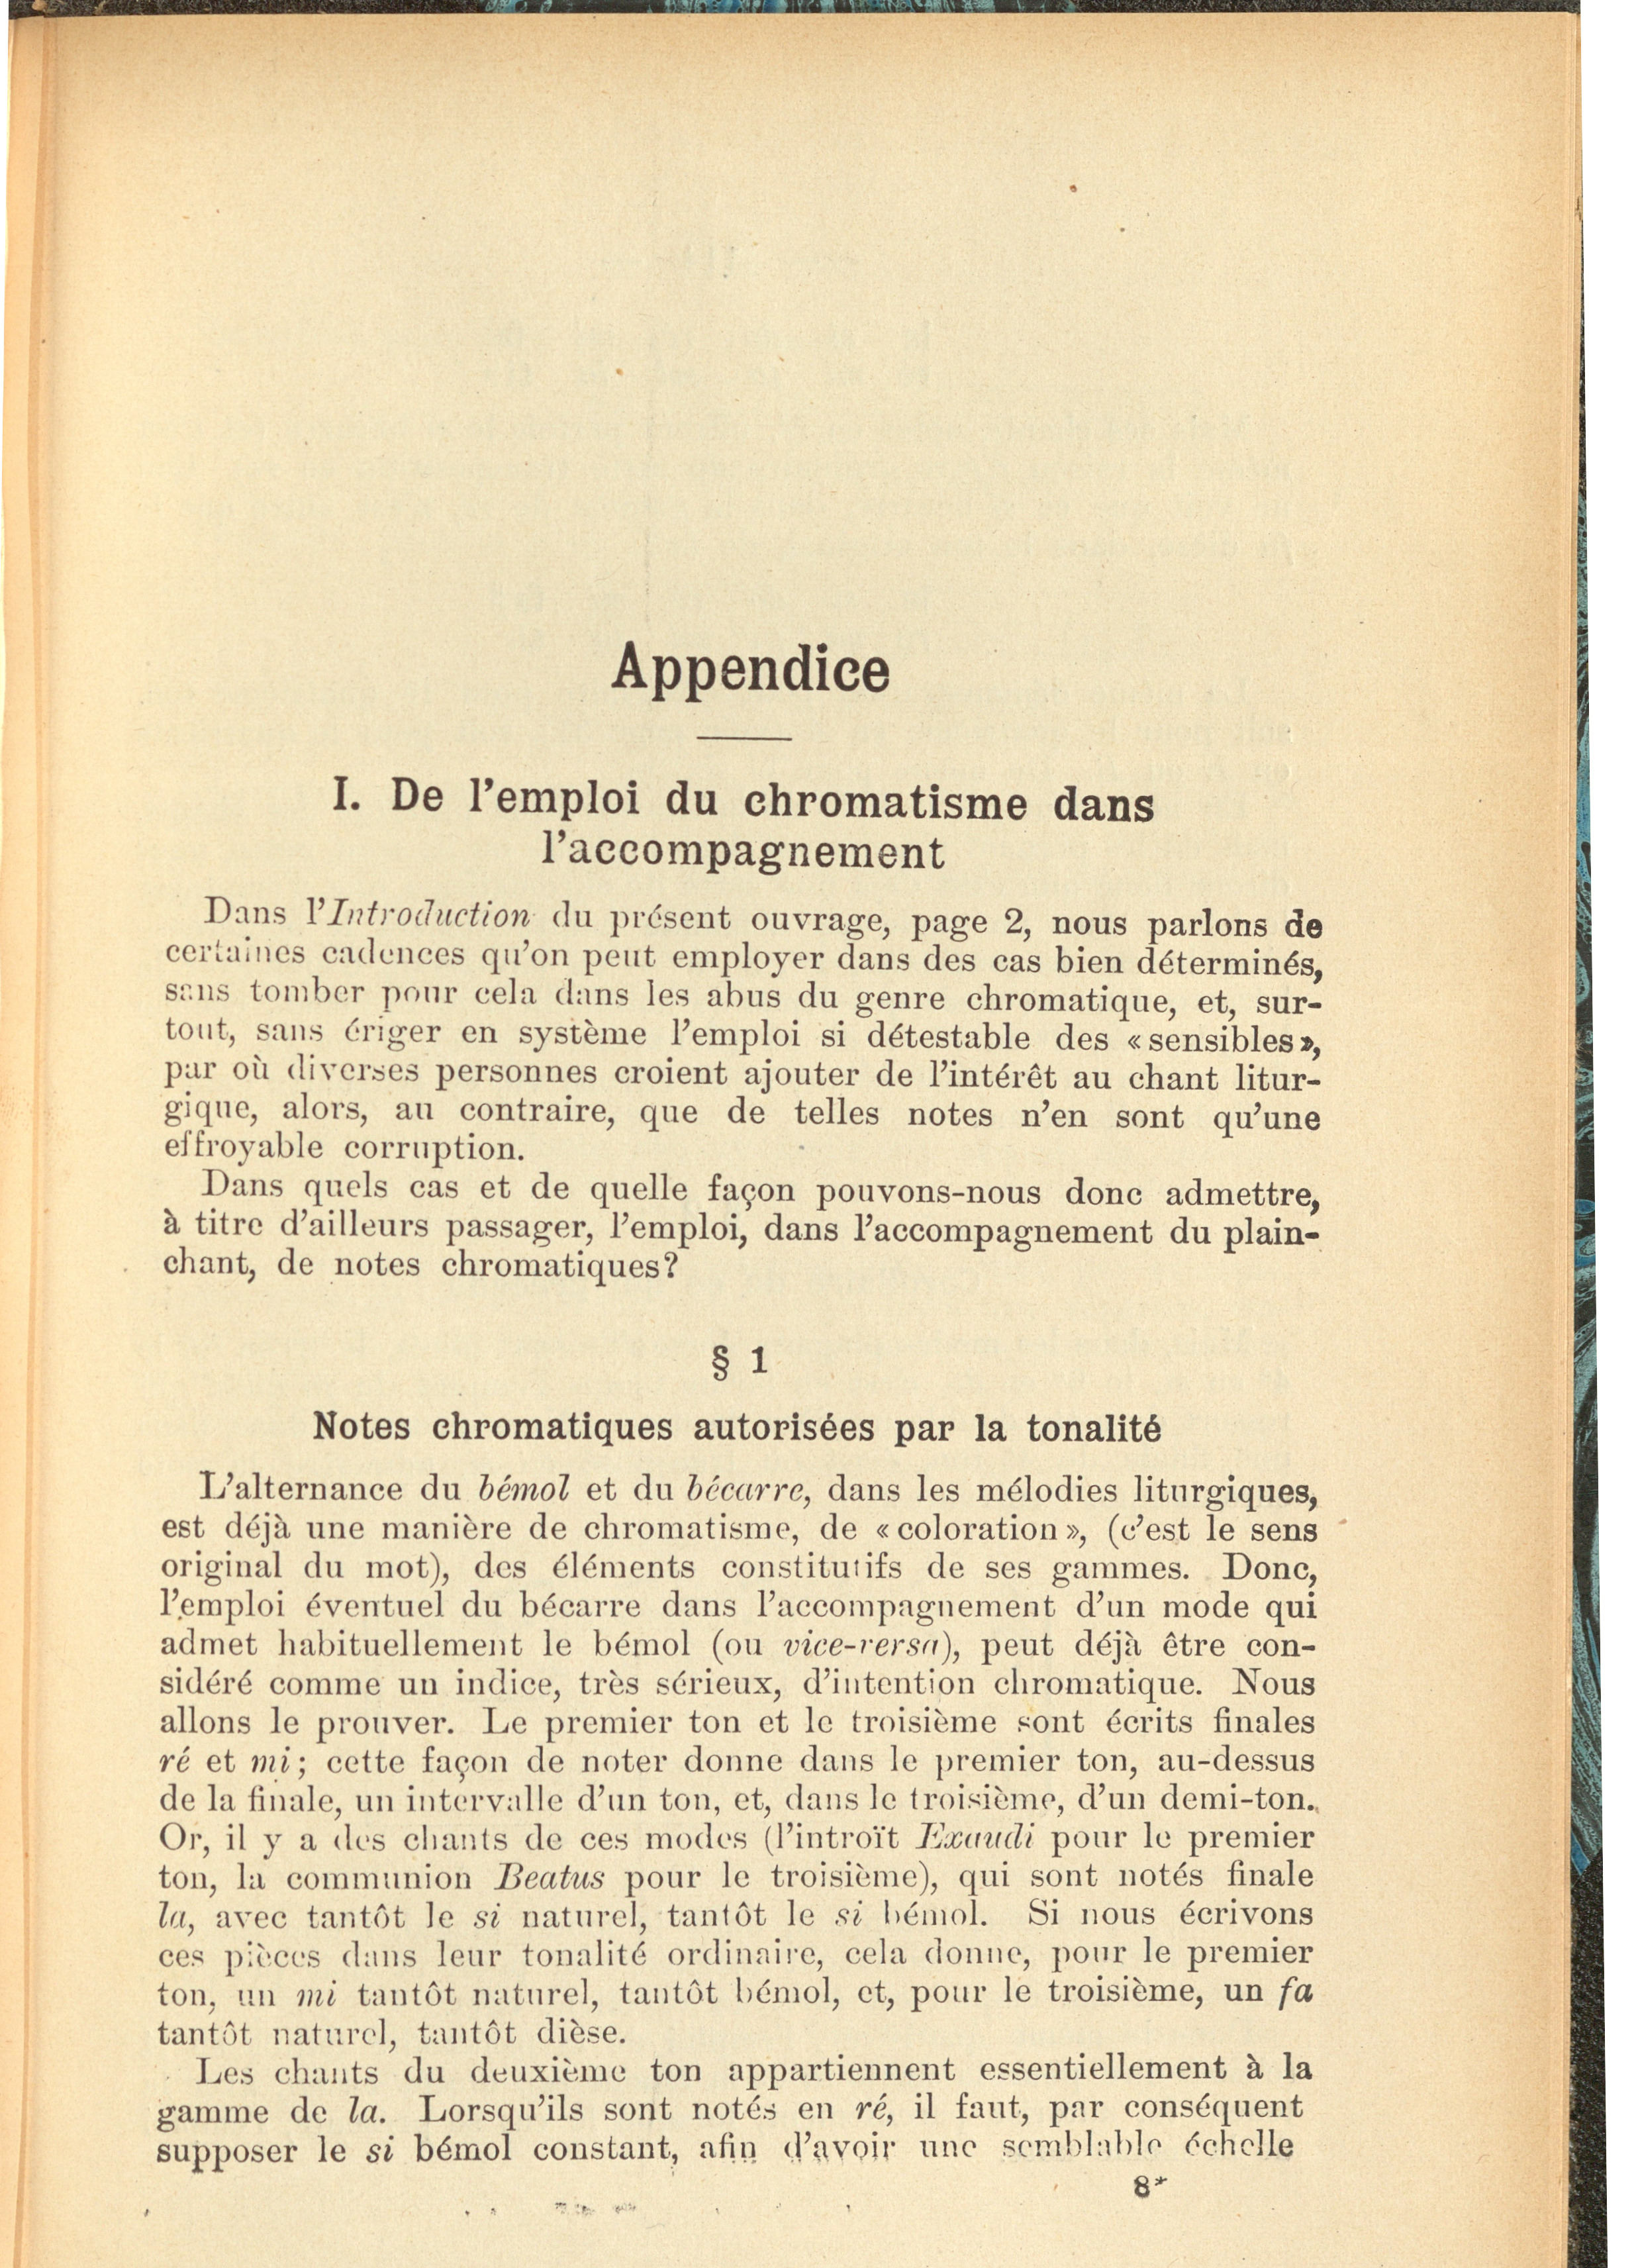 Appendice
I. De l'emploi du chromatisme dans
l'accompagnement
Dans l'Introduction du présent ouvrage, page 2, nous parlons de
certaines cadences qu'on peut employer dans des cas bien déterminés,
sans tomber pour cela dans les abus du genre chromatique, et, sur-
tout, sans ériger en système l'emploi si détestable des « sensibles »,
par où diverses personnes croient ajouter de l'intérêt au chant litur-
gique, alors, au contraire, que de telles notes n'en sont qu'une
effroyable corruption.
Dans quels cas et de quelle façon pouvons-nous donc admettre,
à titre d'ailleurs passager, l'emploi, dans l'accompagnement du plain-
chant, de notes chromatiques?
§ 1
Notes chromatiques autorisées par la tonalité
L'alternance du bémol et du bécarre, dans les mélodies liturgiques,
est déjà une manière de chromatisme, de « coloration », (c'est le sens
original du mot), des éléments constitutifs de ses gammes. Donc,
l'emploi éventuel du bécarre dans l'accompagnement d'un mode qui
admet habituellement le bémol (ou vice-versa), peut déjà être con-
sidéré comme un indice, très sérieux, d'intention chromatique. Nous
allons le prouver. Le premier ton et le troisième sont écrits finales
ré et mi; cette façon de noter donne dans le premier ton, au-dessus
de la finale, un intervalle d'un ton, et, dans le troisième, d'un demi-ton.
Or, il y a des chants de ces modes (l'introït Exaudi pour le premier
ton, la communion Beatus pour le troisième), qui sont notés finale
la, avec tantôt le si naturel, tantôt le si bémol. Si nous écrivons
ces pièces dans leur tonalité ordinaire, cela donne, pour le premier
ton, un mi tantôt naturel, tantôt bémol, et, pour le troisième, un fa
tantôt naturel, tantôt dièse.
Les chants du deuxième ton appartiennent essentiellement à la
gamme de la. Lorsqu'ils sont notés en ré, il faut, par conséquent
supposer le si bémol constant, afin d'avoir une semblable échelle
8*